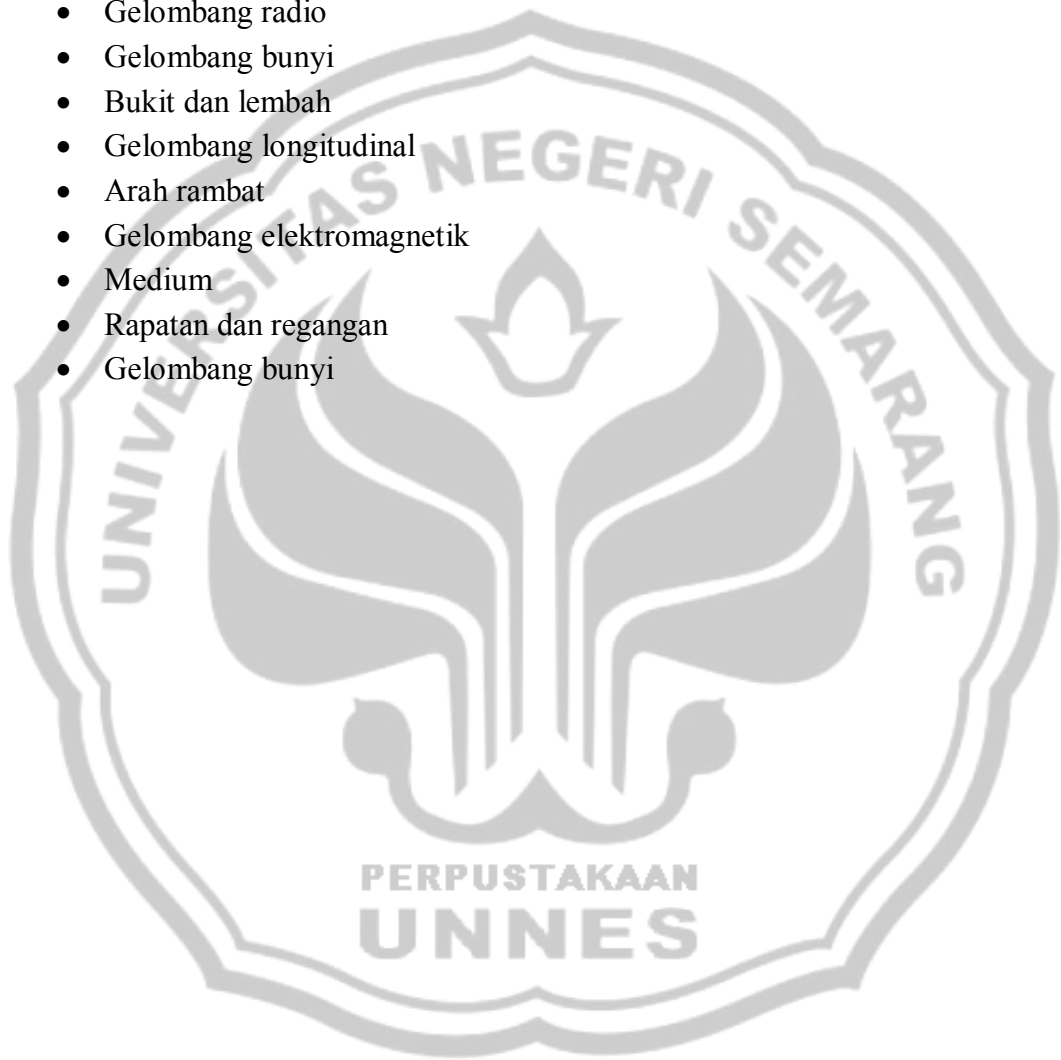 • Gelombang radio
• Gelombang bunyi
• Bukit dan lembah
• Gelombang longitudinal
• Arah rambat
• Gelombang elektromagnetik
• Medium
• Rapatan dan regangan
• Gelombang bunyi
UNIVERSITAS NEGERI SEMARANG
PERPUSTAKAAN
UNNES